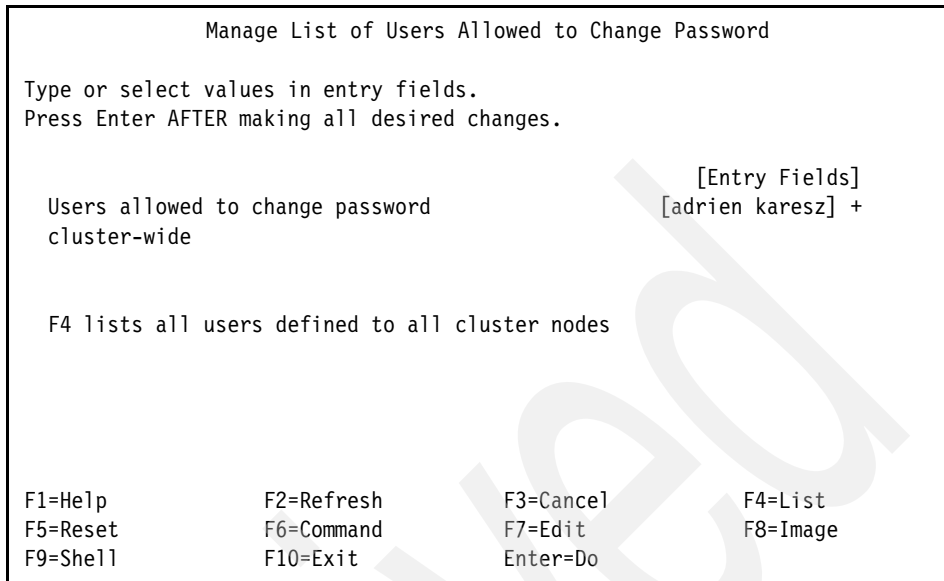 Manage List of Users Allowed to Change Password
Type or select values in entry fields.
Press Enter AFTER making all desired changes.
[Entry Fields]
Users allowed to change password [adrien karesz] +
cluster-wide
F4 lists all users defined to all cluster nodes
F1=Help F2=Refresh F3=Cancel F4=List
F5=Reset F6=Command F7=Edit F8=Image
F9=Shell F10=Exit Enter=Do